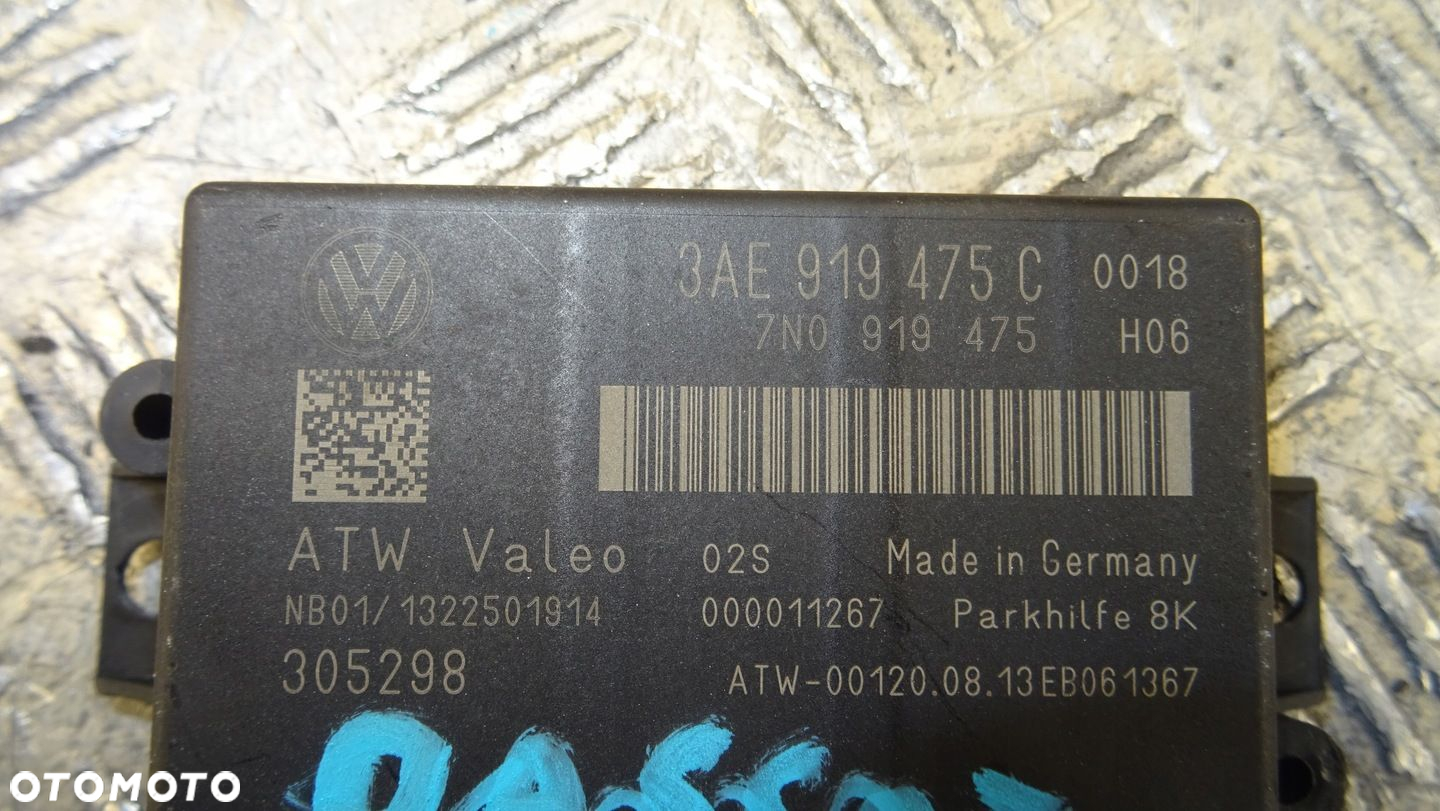 3AE 919 475 C 0018
7N0 919 475 H06
ATW Valeo 02S Made in Germany
NB01/1322501914 000011267 Parkhilfe 8K
305298 ATW-00120.08.13EB061367
OTOMOTO